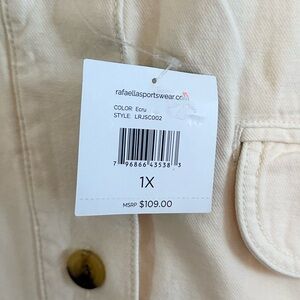 rafaellasportswear.com
COLOR: Ecru
STYLE: LRJSC002
7 96866 43538 3
1X
MSRP $109.00